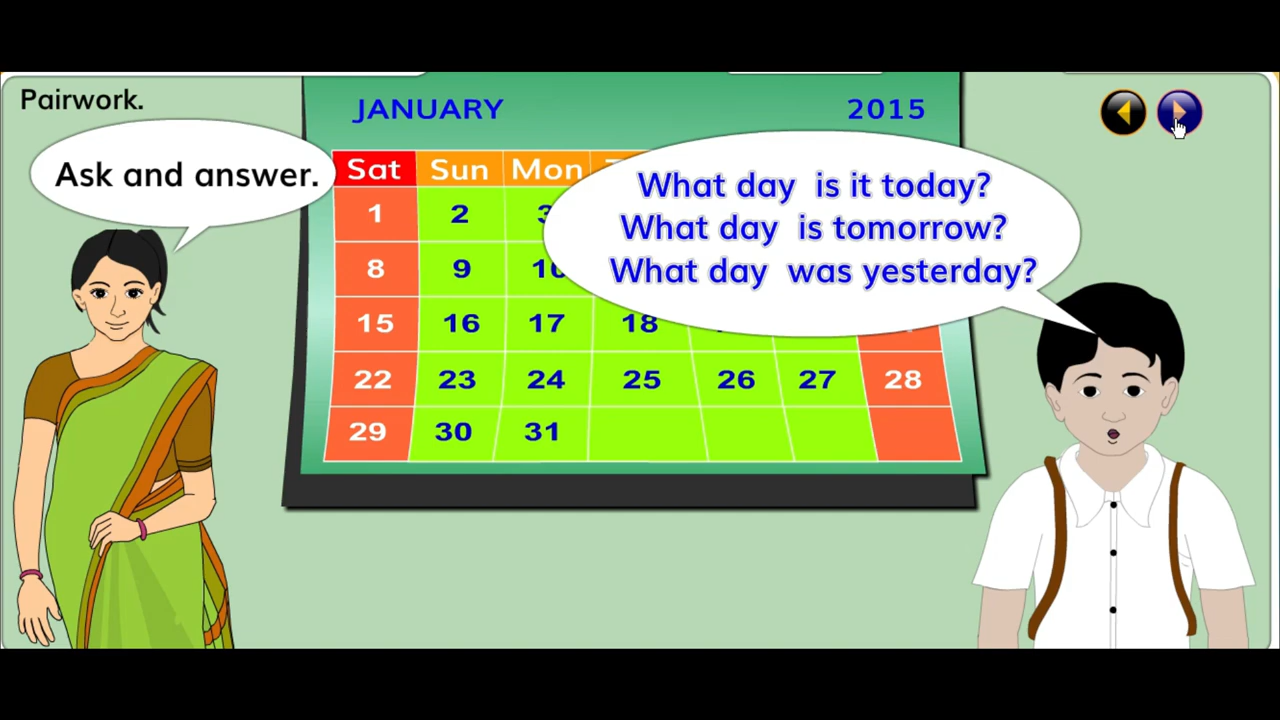 Pairwork.
Ask and answer.
JANUARY 2015
Sat Sun Mon
1 2
8 9
15 16 17 18
22 23 24 25 26 27 28
29 30 31
What day is it today?
What day is tomorrow?
What day was yesterday?